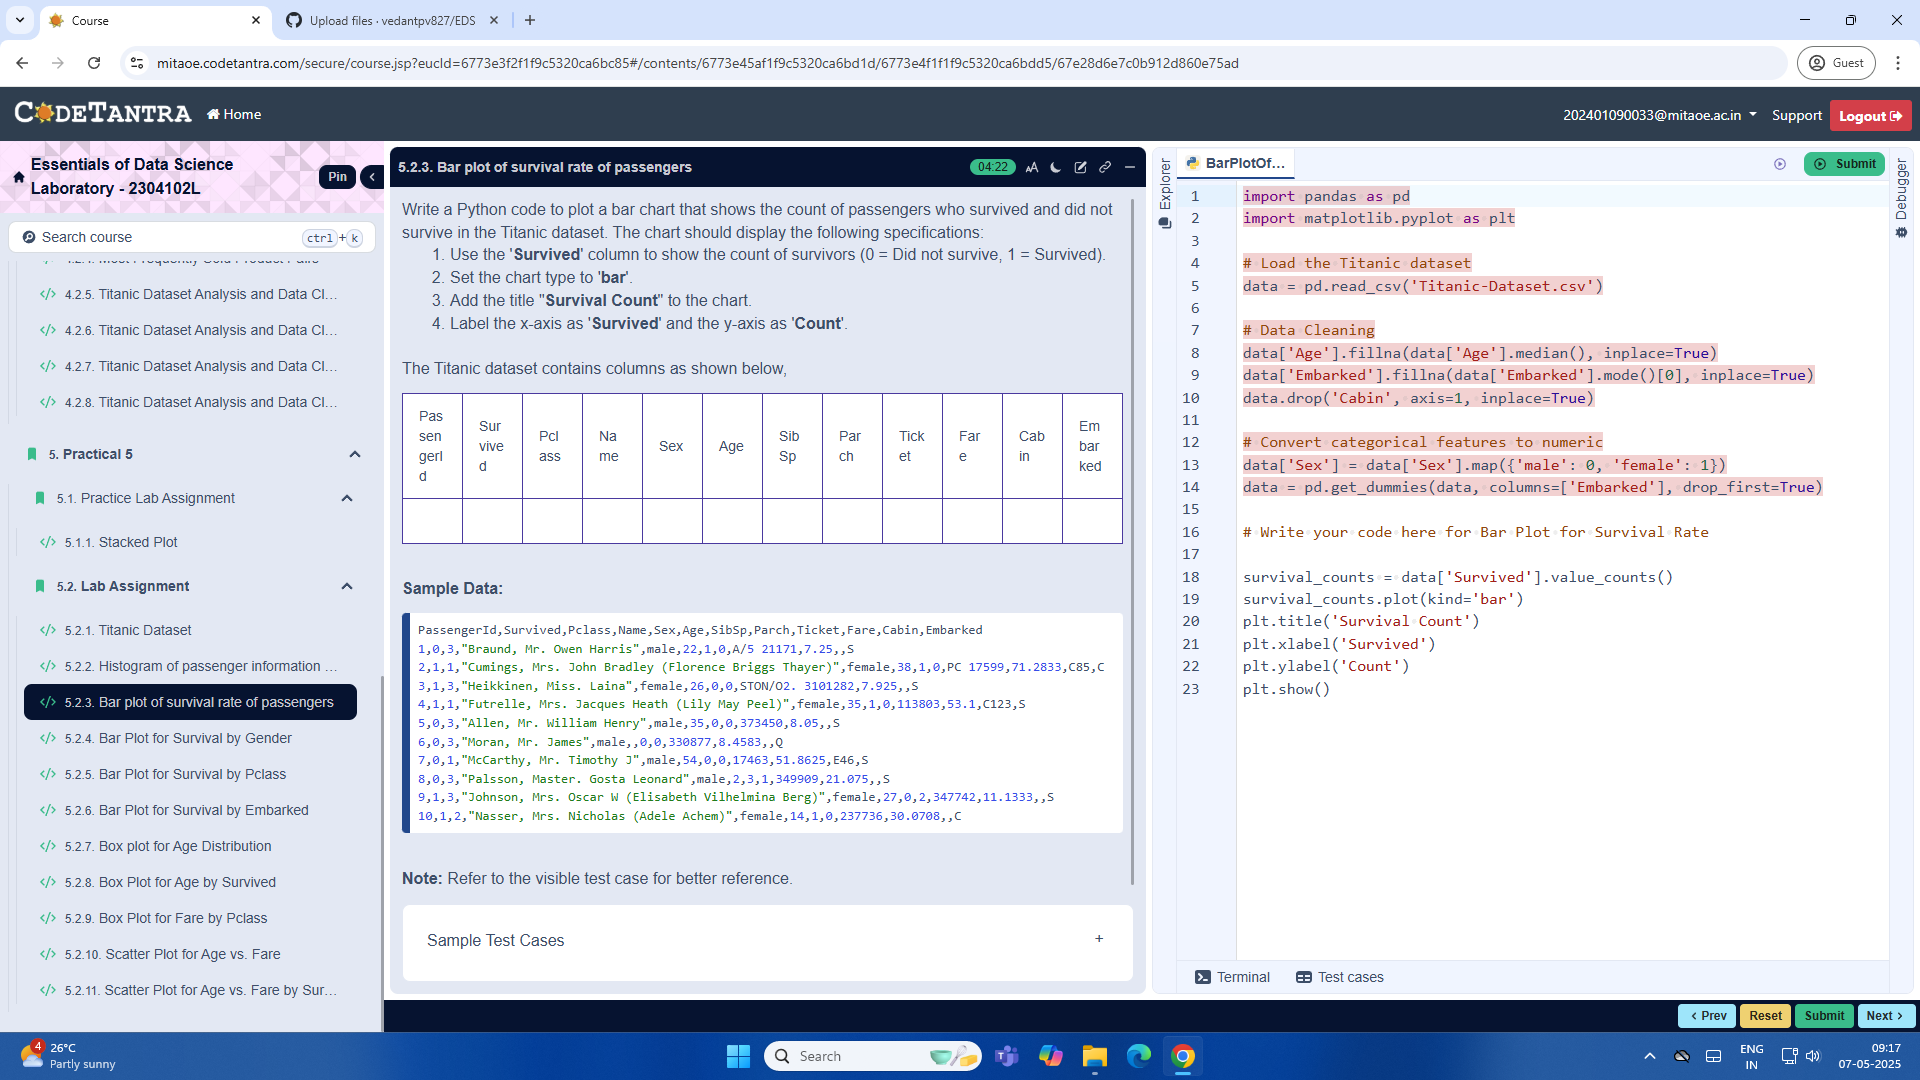 Course
Upload files · vedantpv827/EDS
mitaoe.codetantra.com/secure/course.jsp?eucId=6773e3f2f1f9c5320ca6bc85#/contents/6773e45af1f9c5320ca6bd1d/6773e4f1f1f9c5320ca6bdd5/67e28d6e7c0b912d860e75ad
Guest
CODETANTRA
Home
202401090033@mitaoe.ac.in
Support
Logout
Essentials of Data Science
Laboratory - 2304102L
Pin
Search course
ctrl + k
4.2.5. Titanic Dataset Analysis and Data Cl...
4.2.6. Titanic Dataset Analysis and Data Cl...
4.2.7. Titanic Dataset Analysis and Data Cl...
4.2.8. Titanic Dataset Analysis and Data Cl...
5. Practical 5
5.1. Practice Lab Assignment
5.1.1. Stacked Plot
5.2. Lab Assignment
5.2.1. Titanic Dataset
5.2.2. Histogram of passenger information ...
5.2.3. Bar plot of survival rate of passengers
5.2.4. Bar Plot for Survival by Gender
5.2.5. Bar Plot for Survival by Pclass
5.2.6. Bar Plot for Survival by Embarked
5.2.7. Box plot for Age Distribution
5.2.8. Box Plot for Age by Survived
5.2.9. Box Plot for Fare by Pclass
5.2.10. Scatter Plot for Age vs. Fare
5.2.11. Scatter Plot for Age vs. Fare by Sur...
5.2.3. Bar plot of survival rate of passengers
04:22
Write a Python code to plot a bar chart that shows the count of passengers who survived and did not
survive in the Titanic dataset. The chart should display the following specifications:
1. Use the 'Survived' column to show the count of survivors (0 = Did not survive, 1 = Survived).
2. Set the chart type to 'bar'.
3. Add the title "Survival Count" to the chart.
4. Label the x-axis as 'Survived' and the y-axis as 'Count'.
The Titanic dataset contains columns as shown below,
PassengerId Survived Pclass Name Sex Age SibSp Parch Ticket Fare Cabin Embarked
Sample Data:
PassengerId,Survived,Pclass,Name,Sex,Age,SibSp,Parch,Ticket,Fare,Cabin,Embarked
1,0,3,"Braund, Mr. Owen Harris",male,22,1,0,A/5 21171,7.25,,S
2,1,1,"Cumings, Mrs. John Bradley (Florence Briggs Thayer)",female,38,1,0,PC 17599,71.2833,C85,C
3,1,3,"Heikkinen, Miss. Laina",female,26,0,0,STON/O2. 3101282,7.925,,S
4,1,1,"Futrelle, Mrs. Jacques Heath (Lily May Peel)",female,35,1,0,113803,53.1,C123,S
5,0,3,"Allen, Mr. William Henry",male,35,0,0,373450,8.05,,S
6,0,3,"Moran, Mr. James",male,,0,0,330877,8.4583,,Q
7,0,1,"McCarthy, Mr. Timothy J",male,54,0,0,17463,51.8625,E46,S
8,0,3,"Palsson, Master. Gosta Leonard",male,2,3,1,349909,21.075,,S
9,1,3,"Johnson, Mrs. Oscar W (Elisabeth Vilhelmina Berg)",female,27,0,2,347742,11.1333,,S
10,1,2,"Nasser, Mrs. Nicholas (Adele Achem)",female,14,1,0,237736,30.0708,,C
Note: Refer to the visible test case for better reference.
Sample Test Cases
+
Explorer
BarPlotOf...
Submit
Debugger
1 import pandas as pd
2 import matplotlib.pyplot as plt
3
4 # Load the Titanic dataset
5 data = pd.read_csv('Titanic-Dataset.csv')
6
7 # Data Cleaning
8 data['Age'].fillna(data['Age'].median(), inplace=True)
9 data['Embarked'].fillna(data['Embarked'].mode()[0], inplace=True)
10 data.drop('Cabin', axis=1, inplace=True)
11
12 # Convert categorical features to numeric
13 data['Sex'] = data['Sex'].map({'male': 0, 'female': 1})
14 data = pd.get_dummies(data, columns=['Embarked'], drop_first=True)
15
16 # Write your code here for Bar Plot for Survival Rate
17
18 survival_counts = data['Survived'].value_counts()
19 survival_counts.plot(kind='bar')
20 plt.title('Survival Count')
21 plt.xlabel('Survived')
22 plt.ylabel('Count')
23 plt.show()
Terminal
Test cases
< Prev
Reset
Submit
Next >
4
26°C
Partly sunny
Search
ENG
IN
09:17
07-05-2025